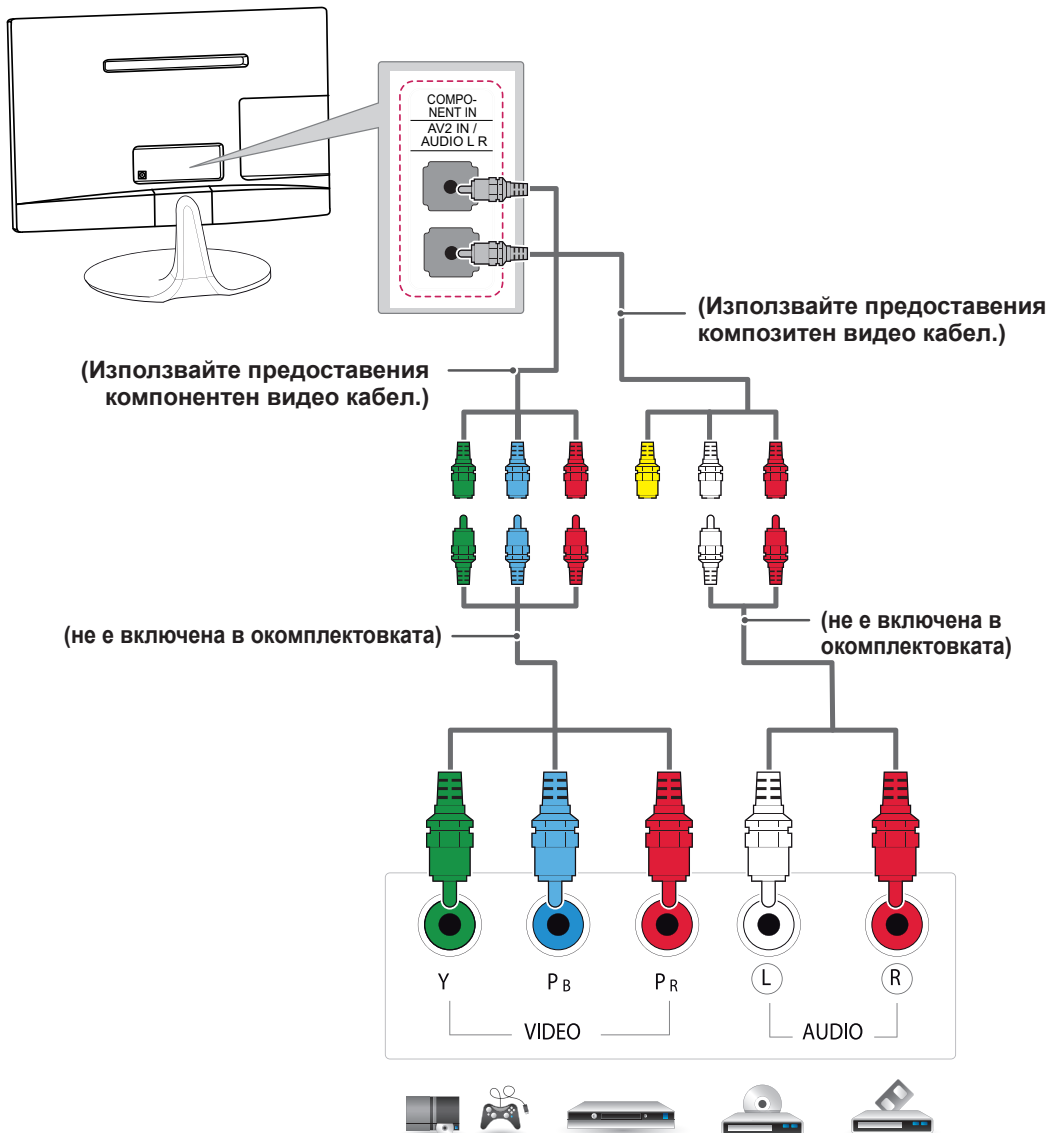 COMPO-
NENT IN
AV2 IN /
AUDIO L R
(Използвайте предоставения
композитен видео кабел.)
(Използвайте предоставения
компонентен видео кабел.)
(не е включена в окомплектовката)
(не е включена в
окомплектовката)
Y PB PR L R
VIDEO AUDIO